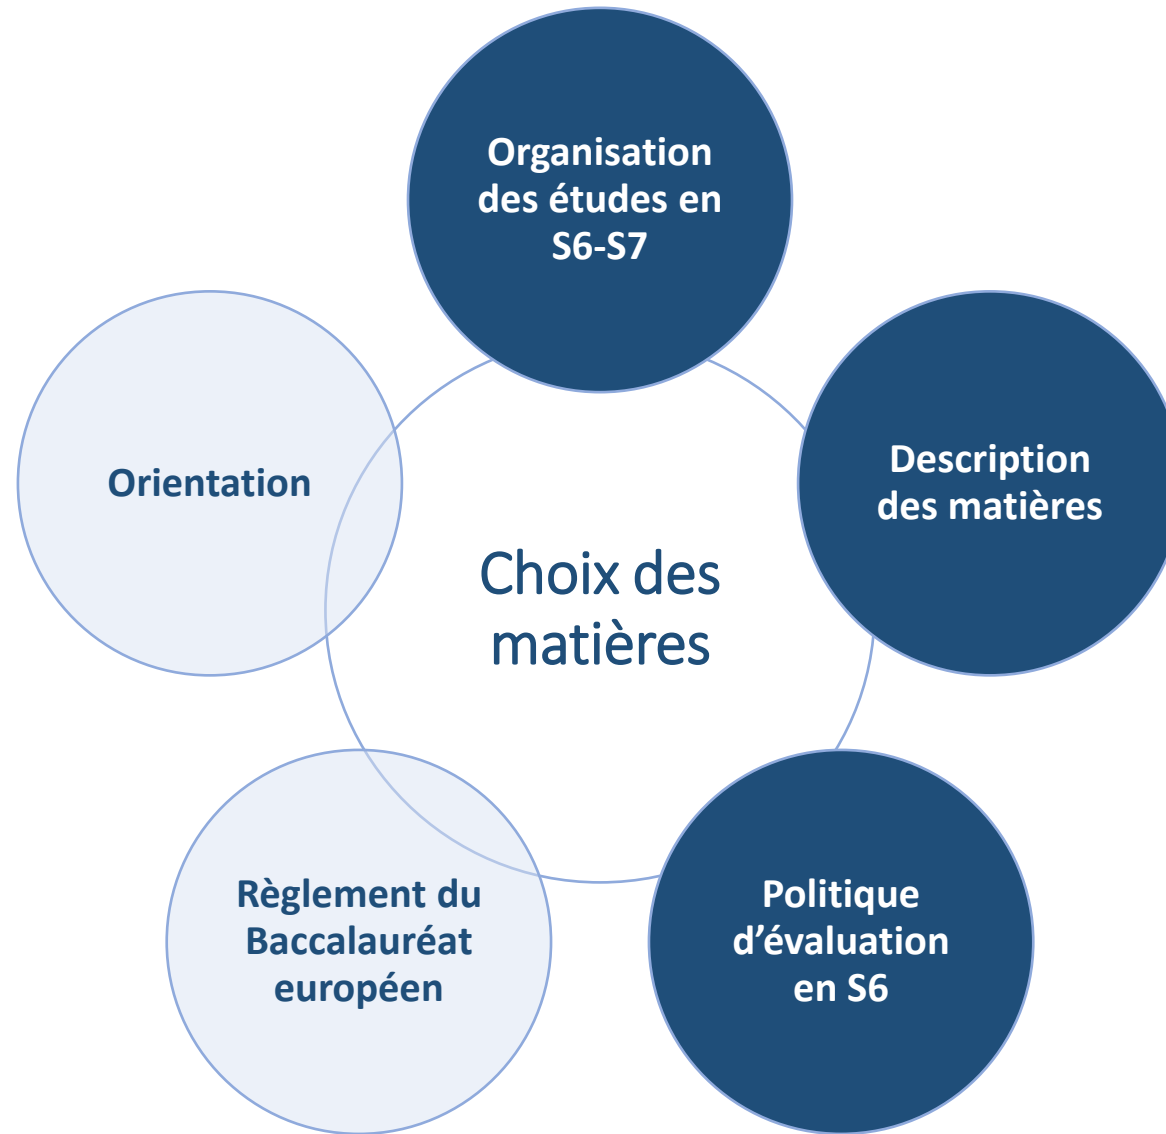 Organisation
des études en
S6-S7
Orientation
Description
des matières
Choix des
matières
Règlement du
Baccalauréat
européen
Politique
d’évaluation
en S6